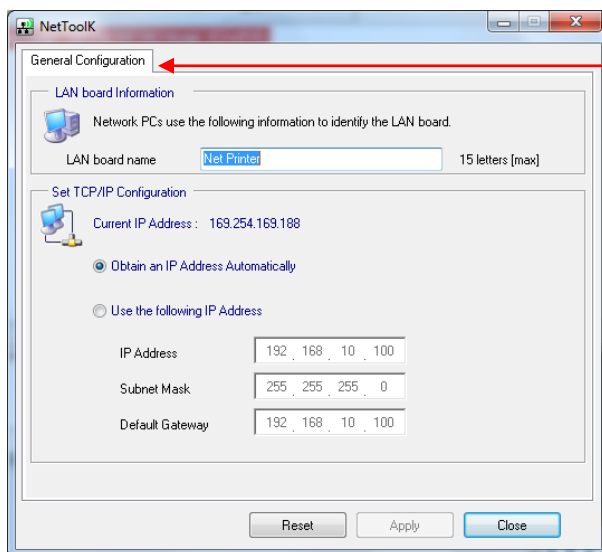 NetToolK
General Configuration
LAN board Information
Network PCs use the following information to identify the LAN board.
LAN board name Net Printer 15 letters [max]
Set TCP/IP Configuration
Current IP Address : 169.254.169.188
Obtain an IP Address Automatically
Use the following IP Address
IP Address 192 . 168 . 10 . 100
Subnet Mask 255 . 255 . 255 . 0
Default Gateway 192 . 168 . 10 . 100
Reset Apply Close